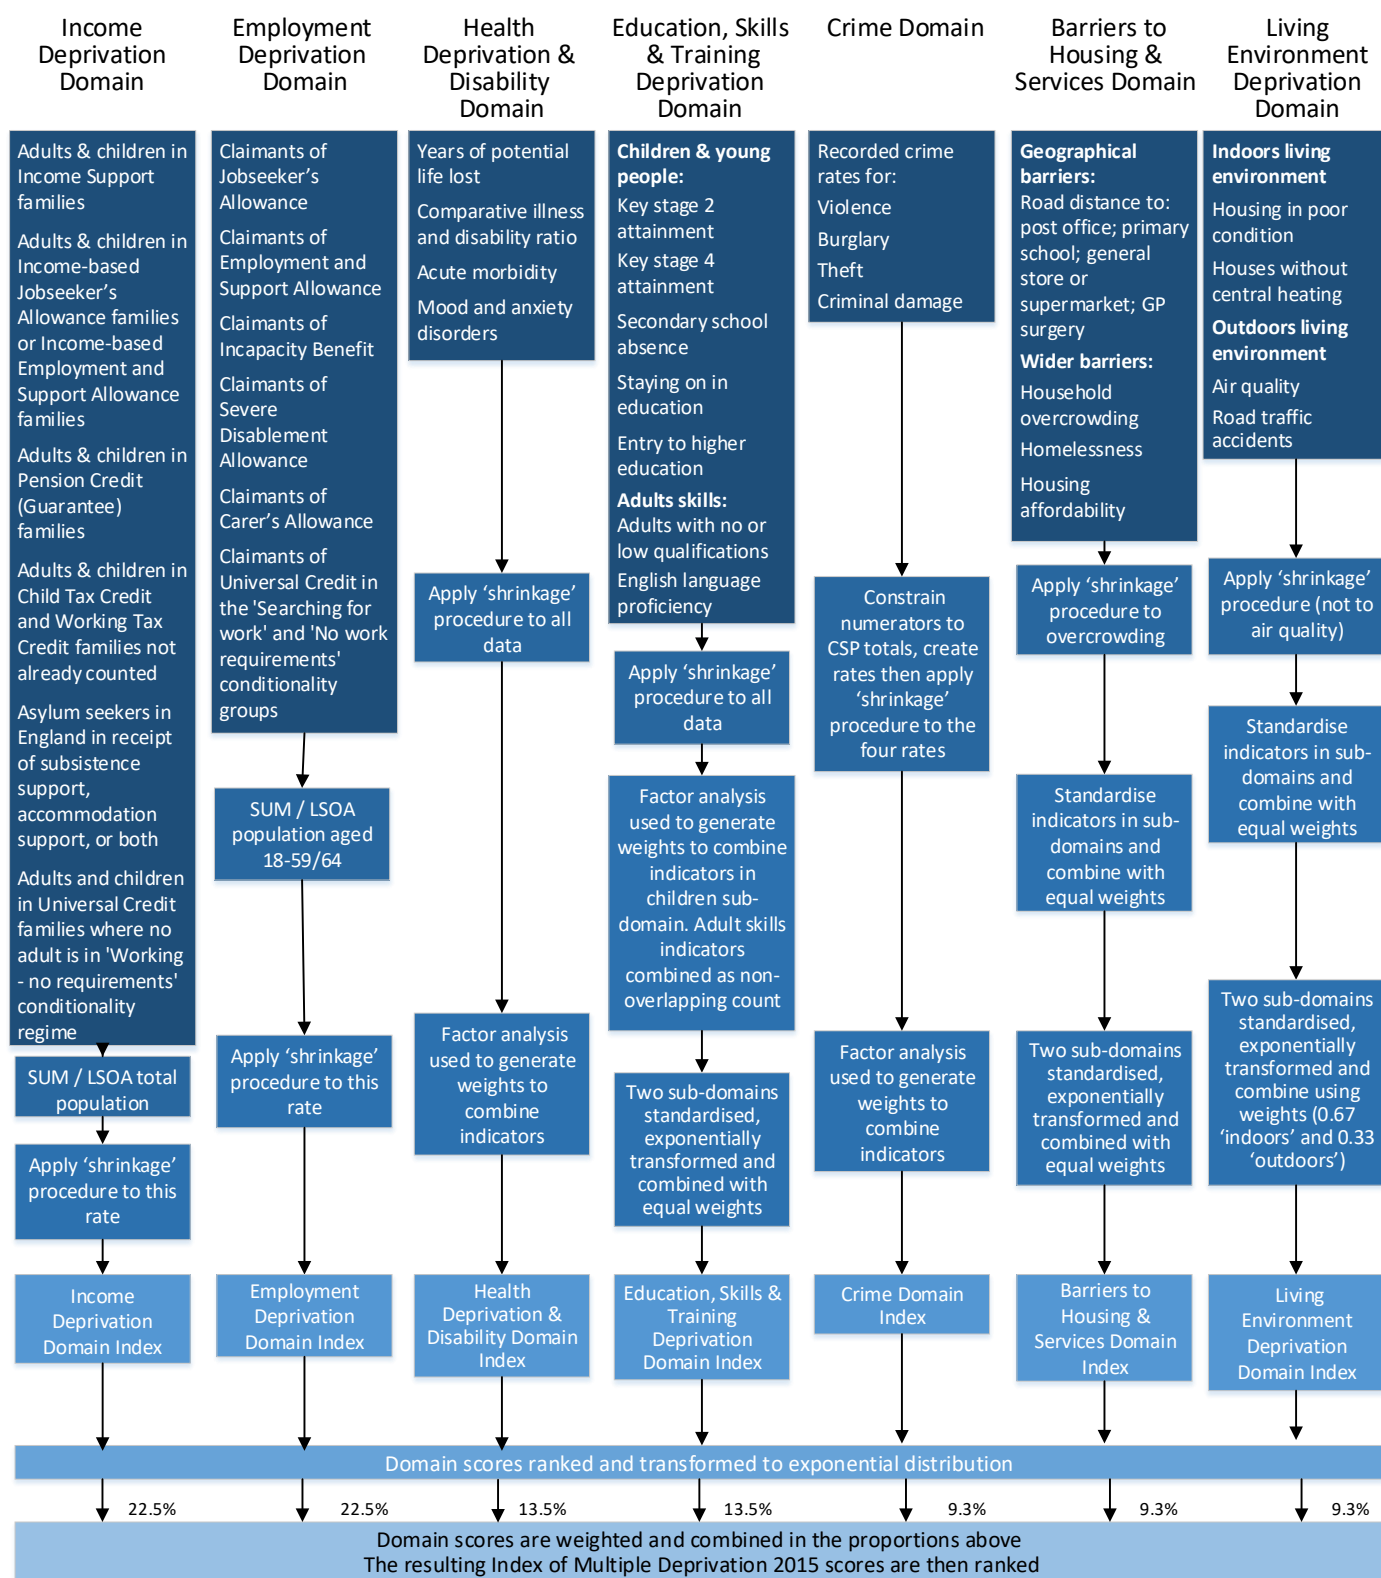 Income
Deprivation
Domain
Employment
Deprivation
Domain
Health
Deprivation &
Disability
Domain
Education, Skills
& Training
Deprivation
Domain
Crime Domain
Barriers to
Housing &
Services Domain
Living
Environment
Deprivation
Domain
Adults & children in
Income Support
families
Adults & children in
Income-based
Jobseeker’s
Allowance families
or Income-based
Employment and
Support Allowance
families
Adults & children in
Pension Credit
(Guarantee)
families
Adults & children in
Child Tax Credit
and Working Tax
Credit families not
already counted
Asylum seekers in
England in receipt
of subsistence
support,
accommodation
support, or both
Adults and children
in Universal Credit
families where no
adult is in 'Working
- no requirements'
conditionality
regime
SUM / LSOA total
population
Apply ‘shrinkage’
procedure to this
rate
Income
Deprivation
Domain Index
Claimants of
Jobseeker’s
Allowance
Claimants of
Employment and
Support Allowance
Claimants of
Incapacity Benefit
Claimants of
Severe
Disablement
Allowance
Claimants of
Carer’s Allowance
Claimants of
Universal Credit in
the 'Searching for
work' and 'No work
requirements'
conditionality
groups
SUM / LSOA
population aged
18-59/64
Apply ‘shrinkage’
procedure to this
rate
Employment
Deprivation
Domain Index
Years of potential
life lost
Comparative illness
and disability ratio
Acute morbidity
Mood and anxiety
disorders
Apply ‘shrinkage’
procedure to all
data
Factor analysis
used to generate
weights to
combine
indicators
Health
Deprivation &
Disability Domain
Index
Children & young
people:
Key stage 2
attainment
Key stage 4
attainment
Secondary school
absence
Staying on in
education
Entry to higher
education
Adults skills:
Adults with no or
low qualifications
English language
proficiency
Apply ‘shrinkage’
procedure to all
data
Factor analysis
used to generate
weights to combine
indicators in
children sub-
domain. Adult skills
indicators
combined as non-
overlapping count
Two sub-domains
standardised,
exponentially
transformed and
combined with
equal weights
Education, Skills &
Training
Deprivation
Domain Index
Recorded crime
rates for:
Violence
Burglary
Theft
Criminal damage
Constrain
numerators to
CSP totals, create
rates then apply
‘shrinkage’
procedure to the
four rates
Factor analysis
used to generate
weights to
combine
indicators
Crime Domain
Index
Geographical
barriers:
Road distance to:
post office; primary
school; general
store or
supermarket; GP
surgery
Wider barriers:
Household
overcrowding
Homelessness
Housing
affordability
Apply ‘shrinkage’
procedure to
overcrowding
Standardise
indicators in sub-
domains and
combine with
equal weights
Two sub-domains
standardised,
exponentially
transformed and
combined with
equal weights
Barriers to
Housing &
Services Domain
Index
Indoors living
environment
Housing in poor
condition
Houses without
central heating
Outdoors living
environment
Air quality
Road traffic
accidents
Apply ‘shrinkage’
procedure (not to
air quality)
Standardise
indicators in sub-
domains and
combine with
equal weights
Two sub-domains
standardised,
exponentially
transformed and
combine using
weights (0.67
‘indoors’ and 0.33
‘outdoors’)
Living
Environment
Deprivation
Domain Index
Domain scores ranked and transformed to exponential distribution
22.5%
22.5%
13.5%
13.5%
9.3%
9.3%
9.3%
Domain scores are weighted and combined in the proportions above
The resulting Index of Multiple Deprivation 2015 scores are then ranked